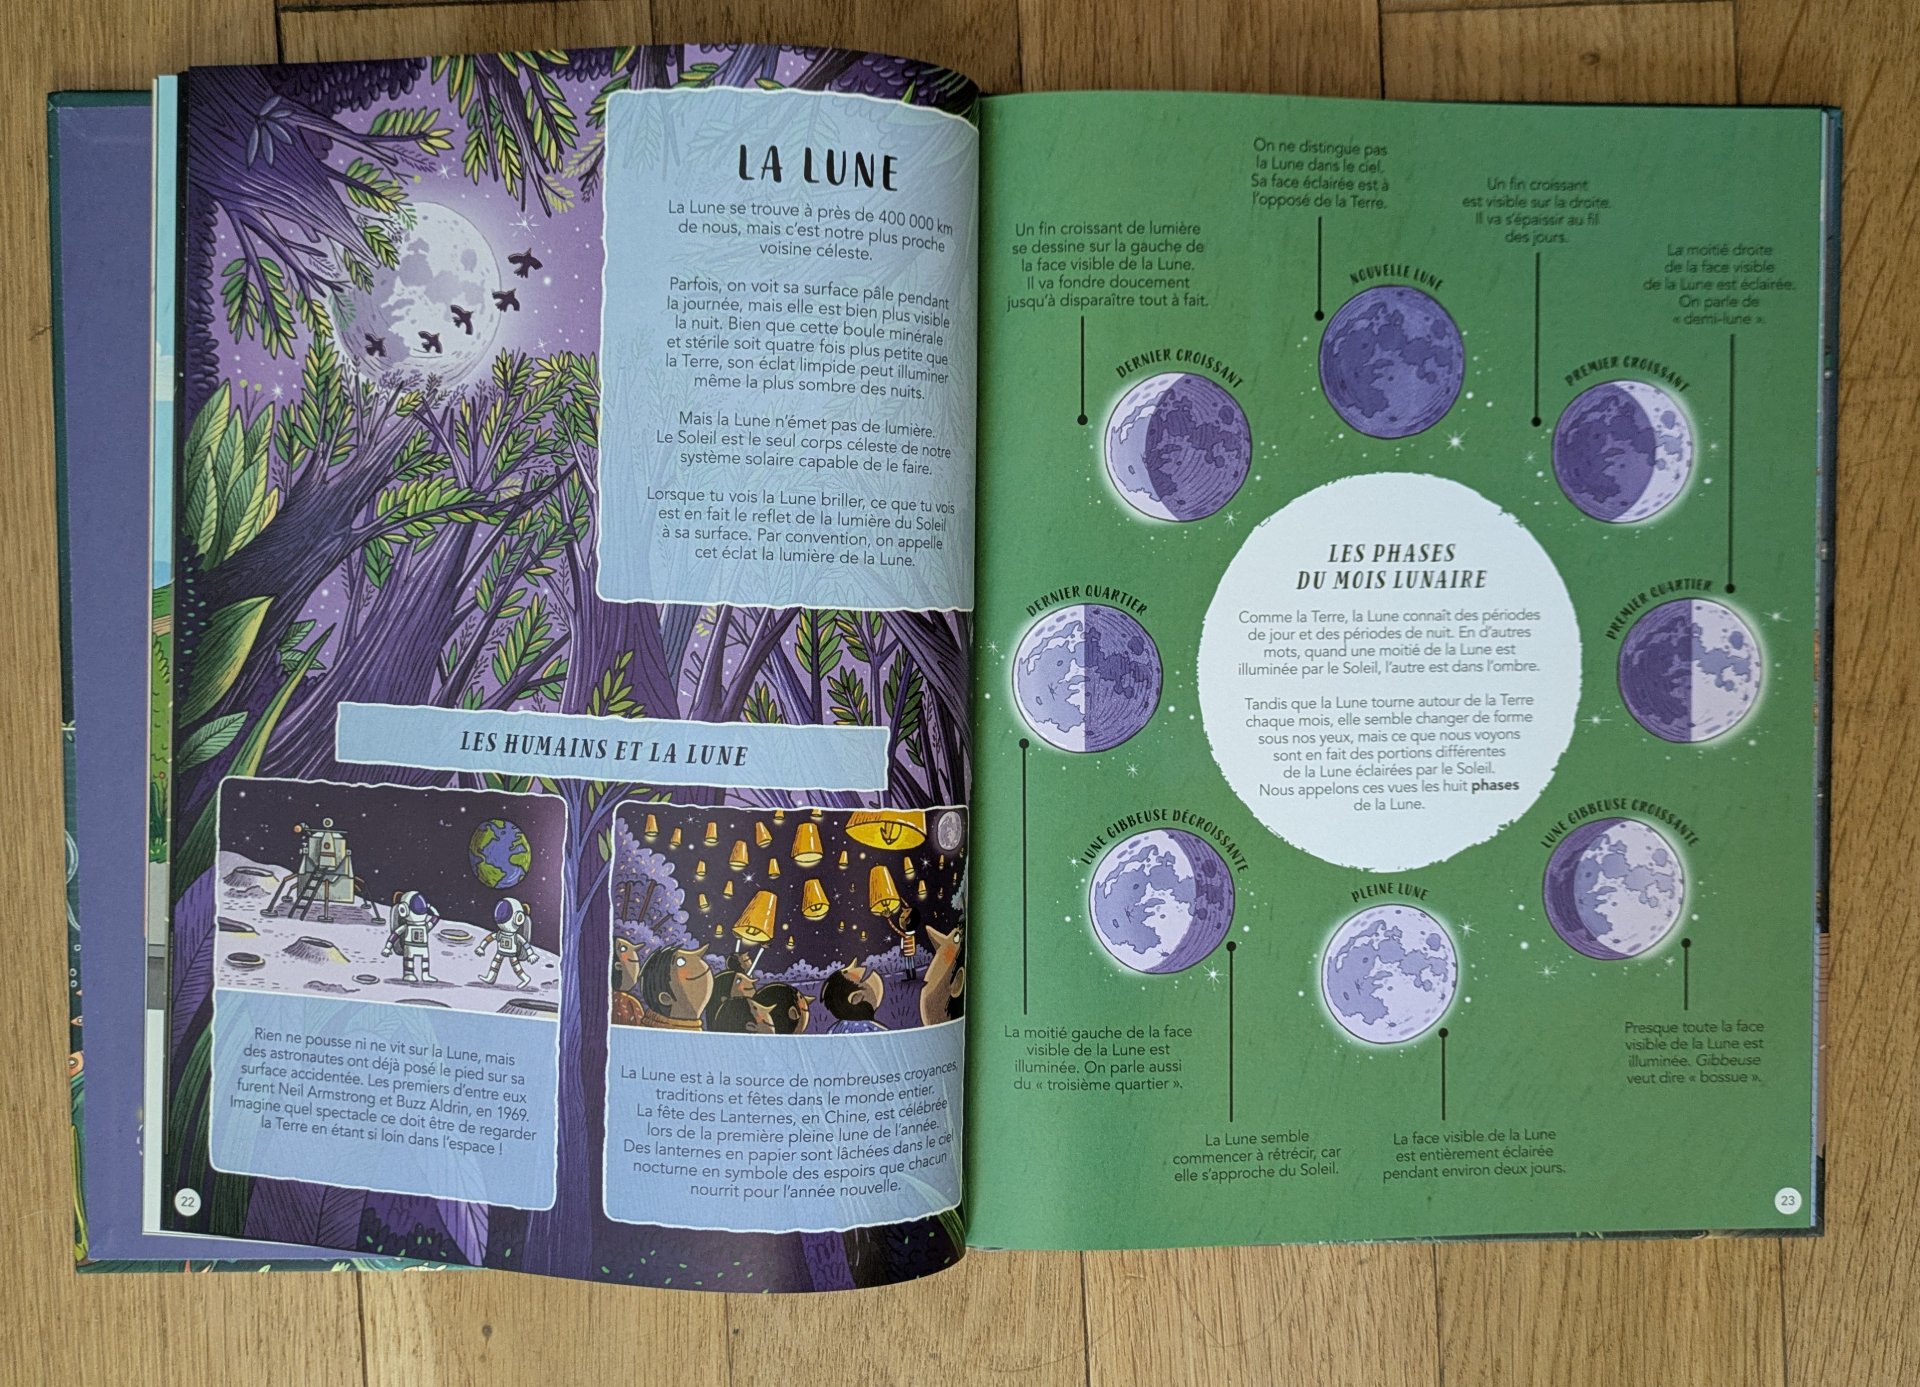 LA LUNE
La Lune se trouve à près de 400 000 km
de nous, mais c'est notre plus proche
voisine céleste.
Parfois, on voit sa surface pâle pendant
la journée, mais elle est bien plus visible
la nuit. Bien que cette boule minérale
et stérile soit quatre fois plus petite que
la Terre, son éclat limpide peut illuminer
même la plus sombre des nuits.
Mais la Lune n'émet pas de lumière.
Le Soleil est le seul corps céleste de notre
système solaire capable de le faire.
Lorsque tu vois la Lune briller, ce que tu vois
est en fait le reflet de la lumière du Soleil
à sa surface. Par convention, on appelle
cet éclat la lumière de la Lune.
LES HUMAINS ET LA LUNE
Rien ne pousse ni ne vit sur la Lune, mais
des astronautes ont déjà posé le pied sur sa
surface accidentée. Les premiers d'entre eux
furent Neil Armstrong et Buzz Aldrin, en 1969.
Imagine quel spectacle ce doit être de regarder
la Terre en étant si loin dans l'espace !
La Lune est à la source de nombreuses croyances,
traditions et fêtes dans le monde entier.
La fête des Lanternes, en Chine, est célébrée
lors de la première pleine lune de l'année.
Des lanternes en papier sont lâchées dans le ciel
nocturne en symbole des espoirs que chacun
nourrit pour l'année nouvelle.
22
On ne distingue pas
la Lune dans le ciel.
Sa face éclairée est à
l'opposé de la Terre.
NOUVELLE LUNE
Un fin croissant
est visible sur la droite.
Il va s'épaissir au fil
des jours.
PREMIER CROISSANT
La moitié droite
de la face visible
de la Lune est éclairée.
On parle de
« demi-lune ».
PREMIER QUARTIER
Un fin croissant de lumière
se dessine sur la gauche de
la face visible de la Lune.
Il va fondre doucement
jusqu'à disparaître tout à fait.
DERNIER CROISSANT
DERNIER QUARTIER
LES PHASES
DU MOIS LUNAIRE
Comme la Terre, la Lune connaît des périodes
de jour et des périodes de nuit. En d'autres
mots, quand une moitié de la Lune est
illuminée par le Soleil, l'autre est dans l'ombre.
Tandis que la Lune tourne autour de la Terre
chaque mois, elle semble changer de forme
sous nos yeux, mais ce que nous voyons
sont en fait des portions différentes
de la Lune éclairées par le Soleil.
Nous appelons ces vues les huit phases
de la Lune.
LUNE GIBBEUSE DÉCROISSANTE
PLEINE LUNE
LUNE GIBBEUSE CROISSANTE
La moitié gauche de la face
visible de la Lune est
illuminée. On parle aussi
du « troisième quartier ».
La Lune semble
commencer à rétrécir, car
elle s'approche du Soleil.
La face visible de la Lune
est entièrement éclairée
pendant environ deux jours.
Presque toute la face
visible de la Lune est
illuminée. Gibbeuse
veut dire « bossue ».
23